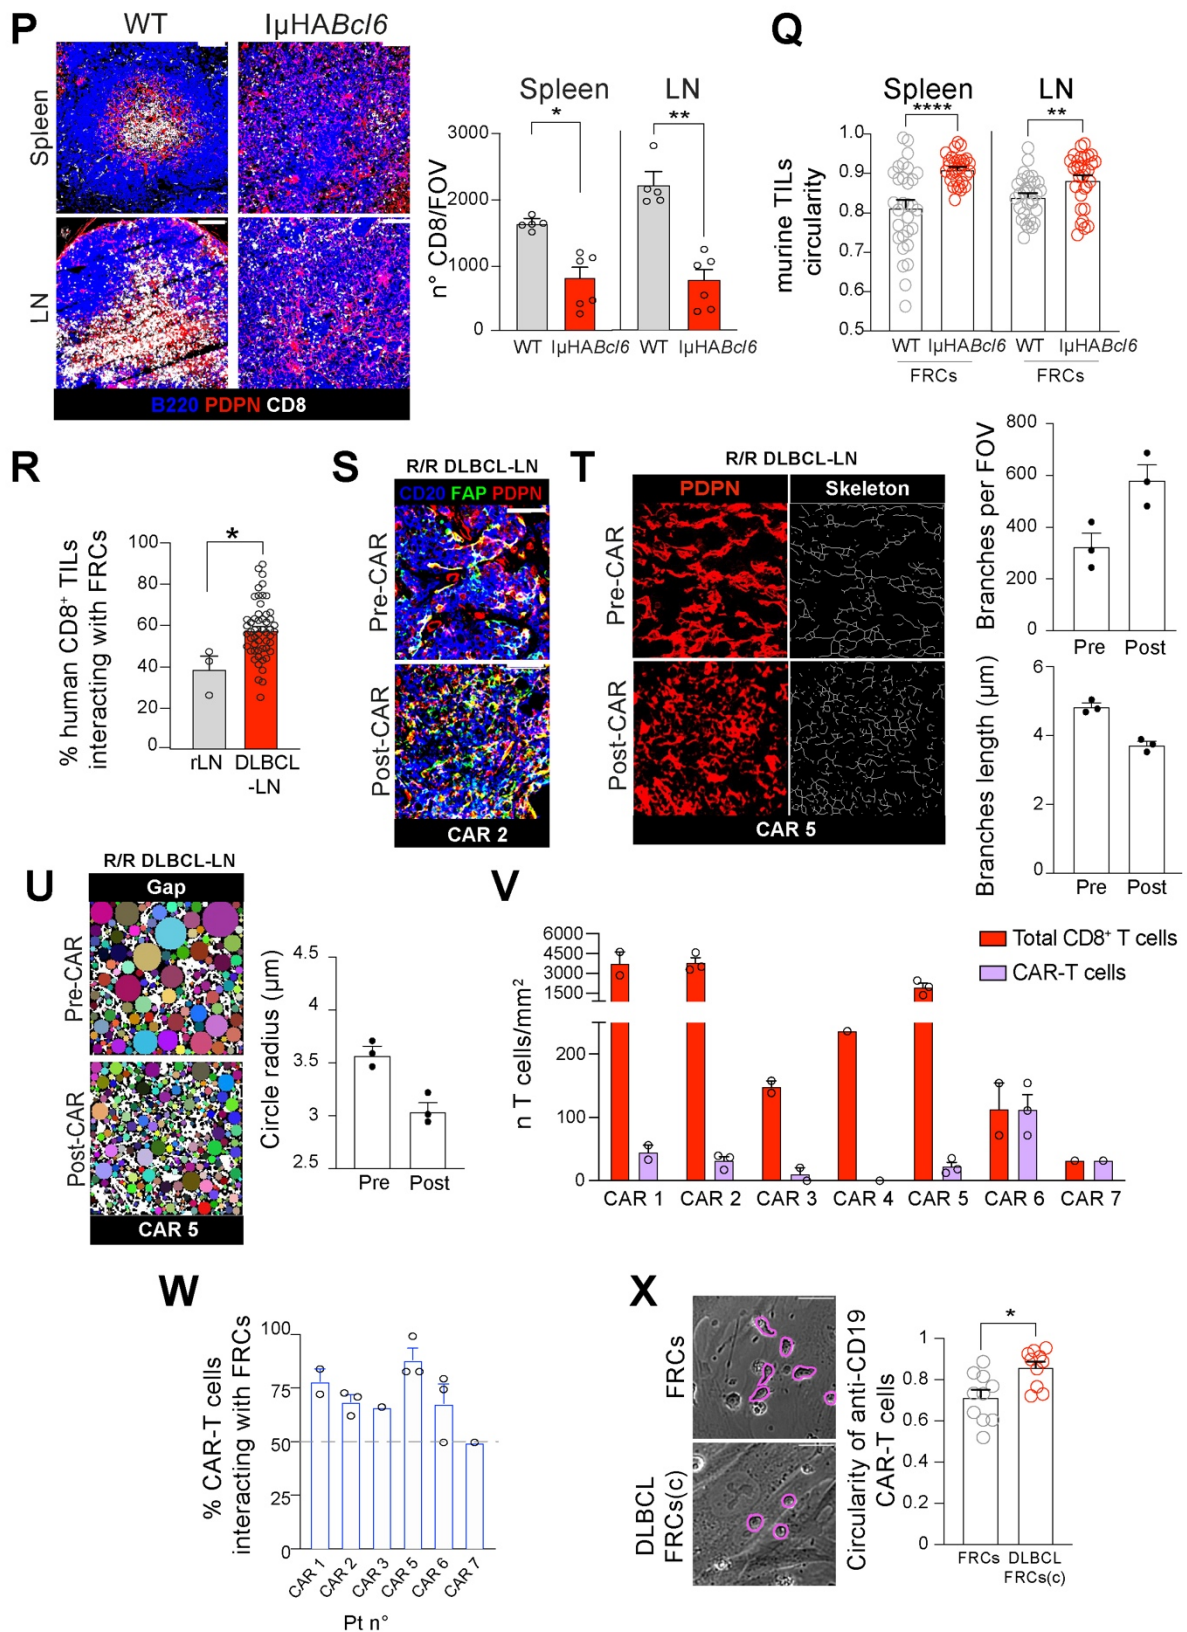 P
WT
IµHABcl6
Spleen
LN
B220 PDPN CD8
Spleen
LN
*
**
n° CD8/FOV
3000
2000
1000
0
WT
IµHABcl6
WT
IµHABcl6
Q
Spleen
LN
****
**
murine TILs
circularity
1.0
0.9
0.8
0.7
0.6
0.5
WT
IµHABcl6
WT
IµHABcl6
FRCs
FRCs
R
% human CD8+ TILs
interacting with FRCs
*
100
80
60
40
20
0
rLN
DLBCL
-LN
S
R/R DLBCL-LN
CD20 FAP PDPN
Pre-CAR
Post-CAR
CAR 2
T
R/R DLBCL-LN
PDPN
Skeleton
Pre-CAR
Post-CAR
CAR 5
Branches per FOV
800
600
400
200
0
Pre
Post
Branches length (µm)
6
4
2
0
Pre
Post
U
R/R DLBCL-LN
Gap
Pre-CAR
Post-CAR
CAR 5
Circle radius (µm)
4.5
4
3.5
3
2.5
Pre
Post
V
n T cells/mm2
6000
4500
3000
1500
200
100
0
CAR 1
CAR 2
CAR 3
CAR 4
CAR 5
CAR 6
CAR 7
Total CD8+ T cells
CAR-T cells
W
% CAR-T cells
interacting with FRCs
100
75
50
25
0
CAR 1
CAR 2
CAR 3
CAR 5
CAR 6
CAR 7
Pt n°
X
FRCs
DLBCL
FRCs(c)
Circularity of anti-CD19
CAR-T cells
*
1
0.8
0.6
0.4
0.2
0
FRCs
DLBCL
FRCs(c)